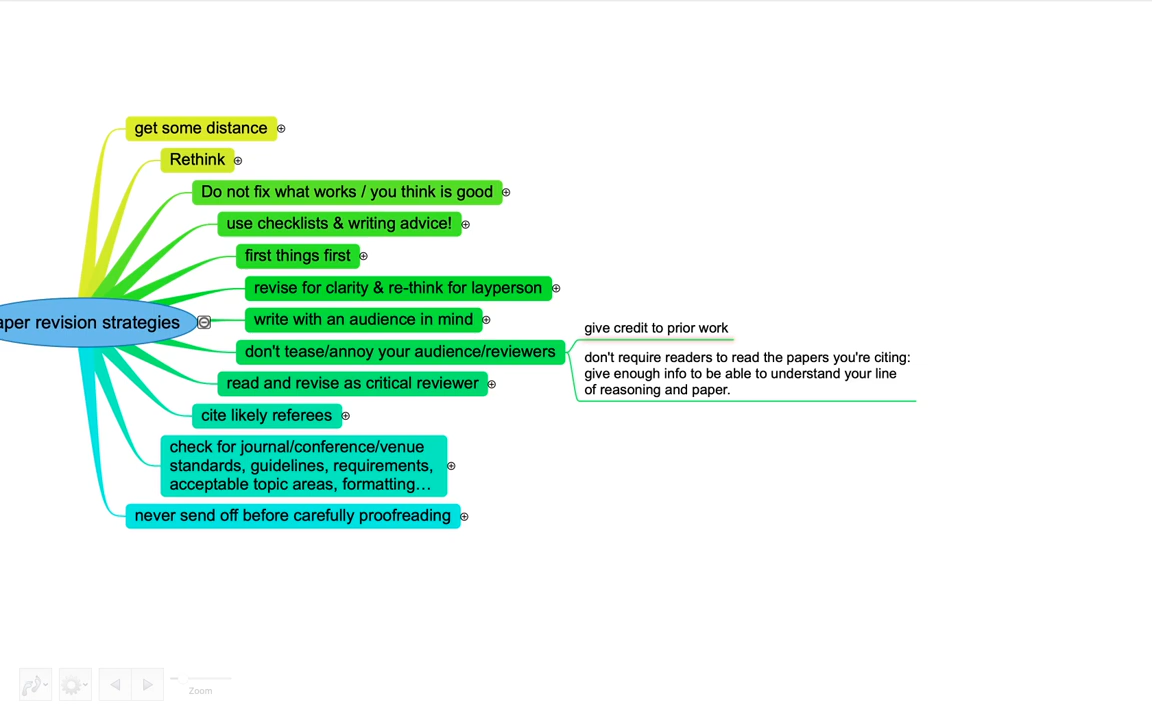 get some distance
Rethink
Do not fix what works / you think is good
use checklists & writing advice!
first things first
revise for clarity & re-think for layperson
write with an audience in mind
aper revision strategies
don't tease/annoy your audience/reviewers
give credit to prior work
don't require readers to read the papers you're citing:
give enough info to be able to understand your line
of reasoning and paper.
read and revise as critical reviewer
cite likely referees
check for journal/conference/venue
standards, guidelines, requirements,
acceptable topic areas, formatting…
never send off before carefully proofreading
Zoom